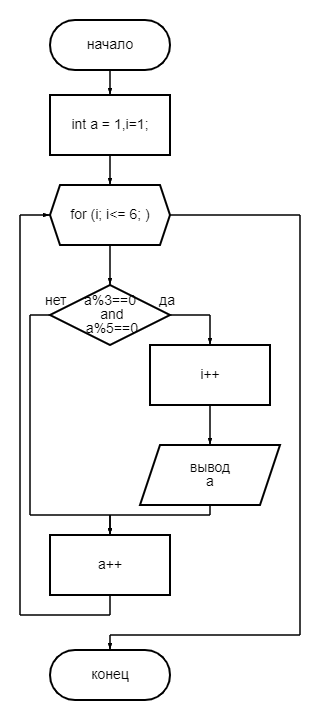 начало
int a = 1,i=1;
for (i; i<= 6; )
нет
a%3==0
and
a%5==0
да
i++
вывод
a
a++
конец